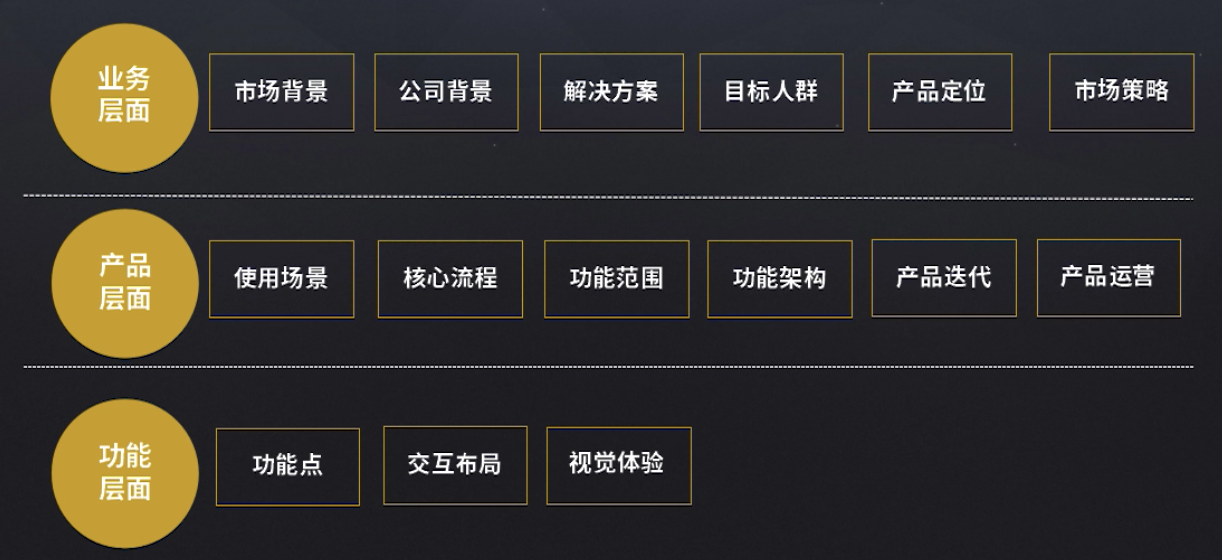 业务
层面
市场背景
公司背景
解决方案
目标人群
产品定位
市场策略
产品
层面
使用场景
核心流程
功能范围
功能架构
产品迭代
产品运营
功能
层面
功能点
交互布局
视觉体验